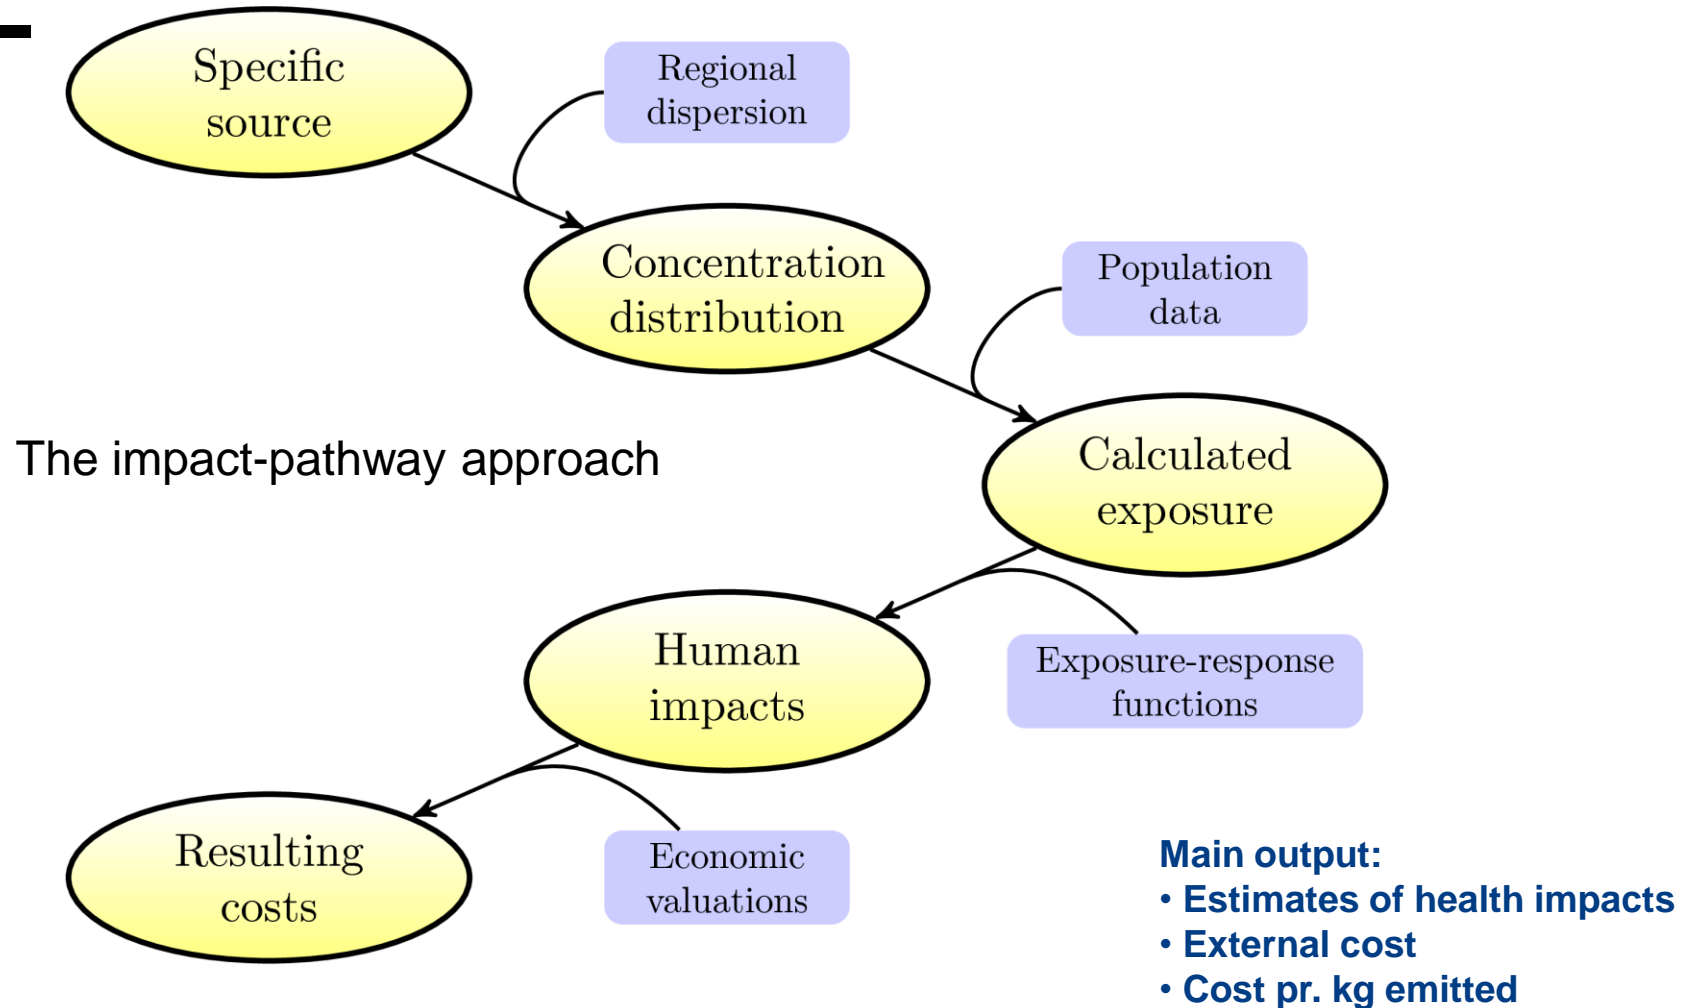 Specific
source
Regional
dispersion
Concentration
distribution
Population
data
The impact-pathway approach
Calculated
exposure
Human
impacts
Exposure-response
functions
Resulting
costs
Economic
valuations
Main output:
• Estimates of health impacts
• External cost
• Cost pr. kg emitted